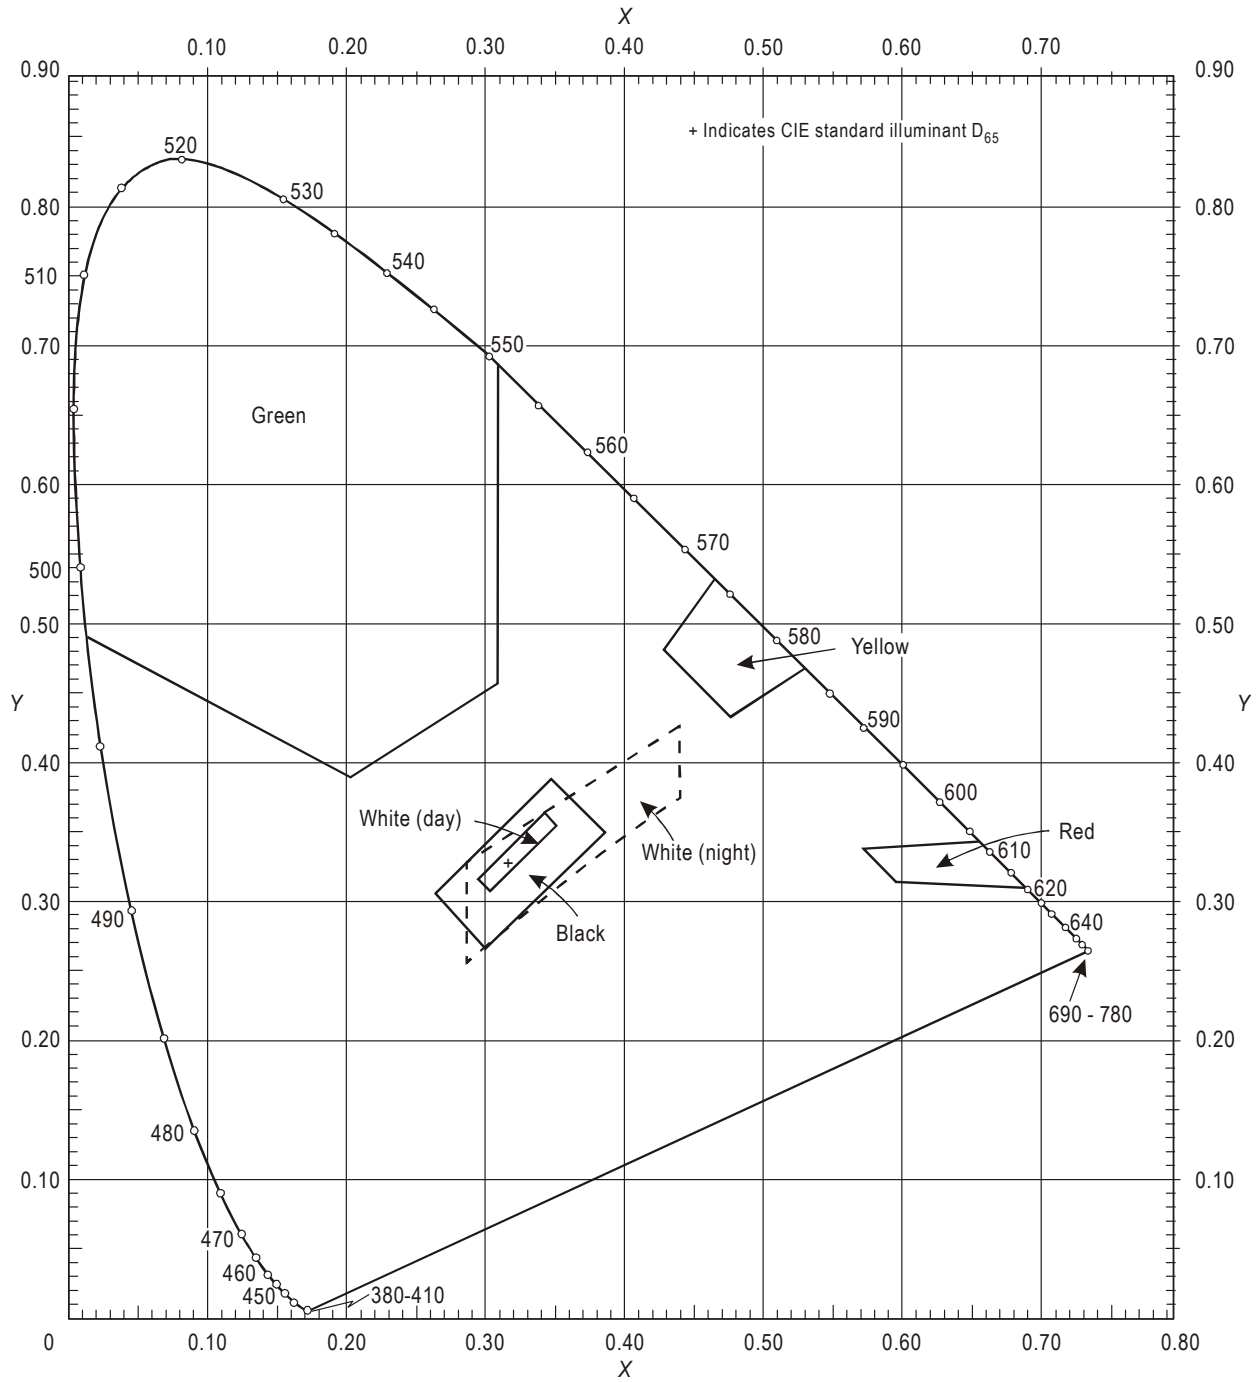 X
0.10 0.20 0.30 0.40 0.50 0.60 0.70
0.90 0.90
+ Indicates CIE standard illuminant D65
520
530
0.80 0.80
540
510
0.70 550 0.70
Green
560
0.60 0.60
570
500
0.50 580 0.50
Yellow
Y Y
590
0.40 0.40
600
White (day)
Red
White (night) 610
620
0.30 0.30
490 640
Black
690 - 780
0.20 0.20
480
0.10 0.10
470
460
450 380-410
0 0.10 0.20 0.30 0.40 0.50 0.60 0.70 0.80
X